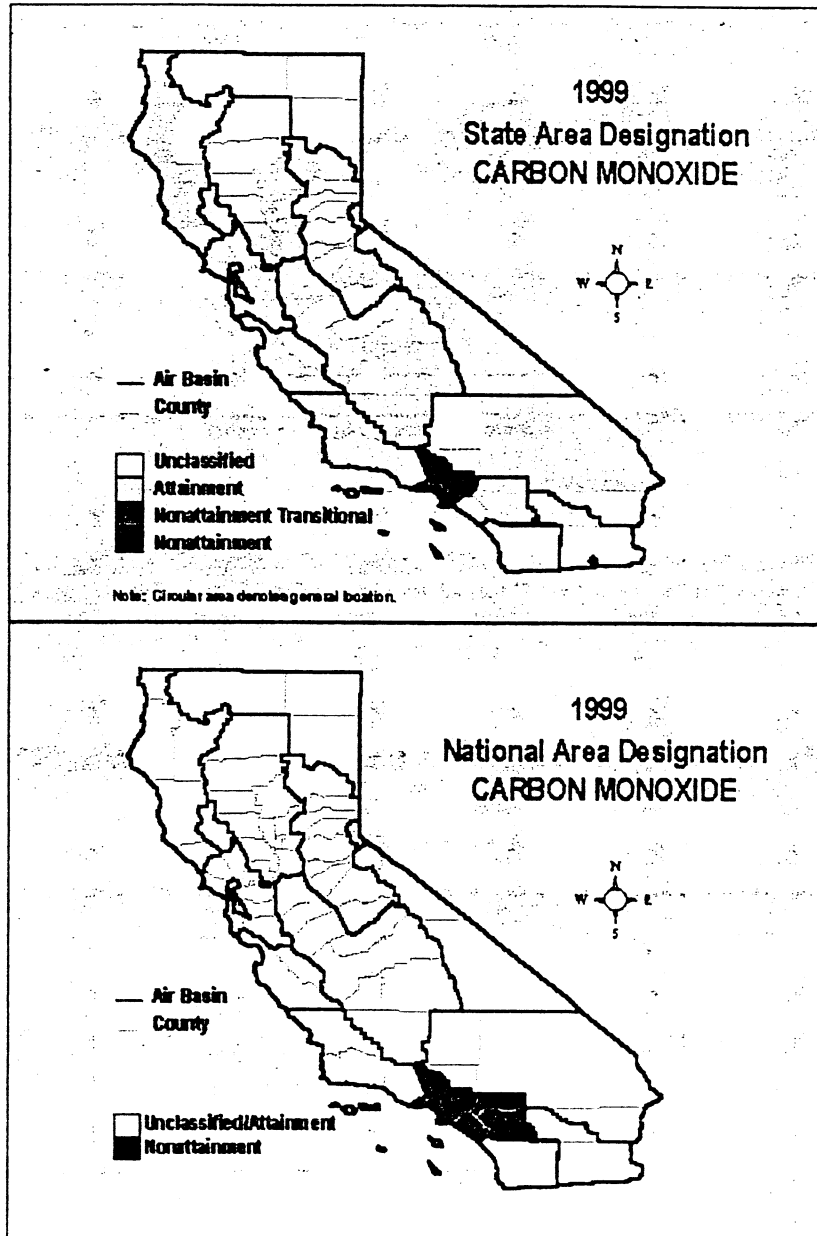 1999
State Area Designation
CARBON MONOXIDE
N
W E
S
Air Basin
County
Unclassified
Attainment
Nonattainment Transitional
Nonattainment
Note: Circular area denotes general location.
1999
National Area Designation
CARBON MONOXIDE
N
W E
S
Air Basin
County
Unclassified/Attainment
Nonattainment